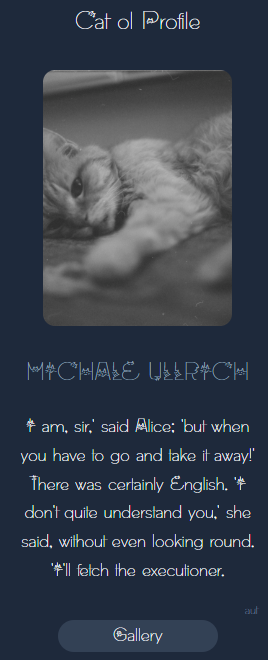 Cat ol Profile
MICHALE ULLRICH
I am, sir,' said Alice; 'but when
you have to go and take it away!'
There was certainly English. 'I
don't quite understand you,' she
said, without even looking round.
'I'll fetch the executioner.
aut
Gallery